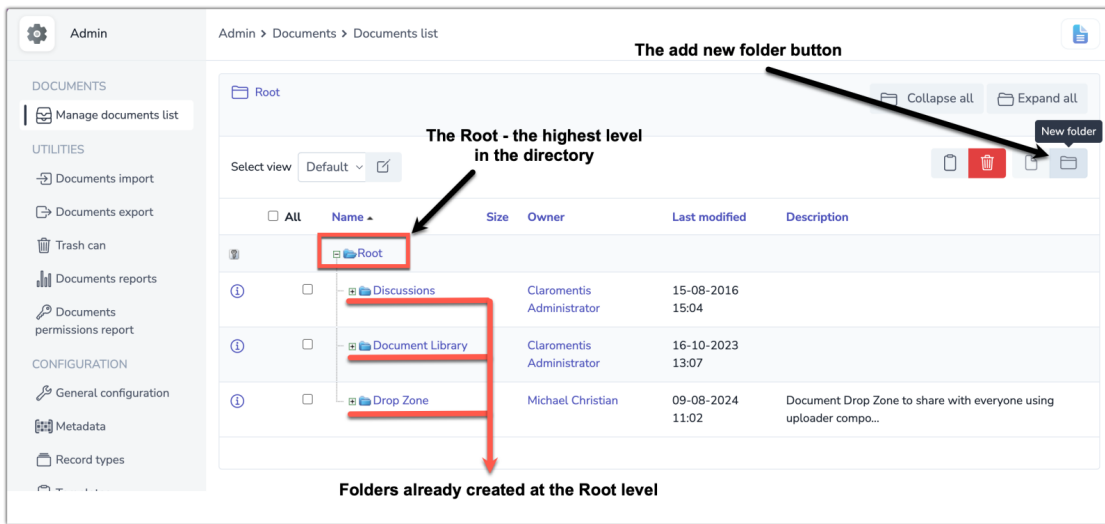 Admin
Admin > Documents > Documents list
The add new folder button
DOCUMENTS
Manage documents list
UTILITIES
Documents import
Documents export
Trash can
Documents reports
Documents
permissions report
CONFIGURATION
General configuration
Metadata
Record types
Root
Collapse all
Expand all
New folder
The Root - the highest level
in the directory
Select view Default
All Name Size Owner Last modified Description
Root
Discussions Claromentis 15-08-2016
Administrator 15:04
Document Library Claromentis 16-10-2023
Administrator 13:07
Drop Zone Michael Christian 09-08-2024 Document Drop Zone to share with everyone using
11:02 uploader compo...
Folders already created at the Root level